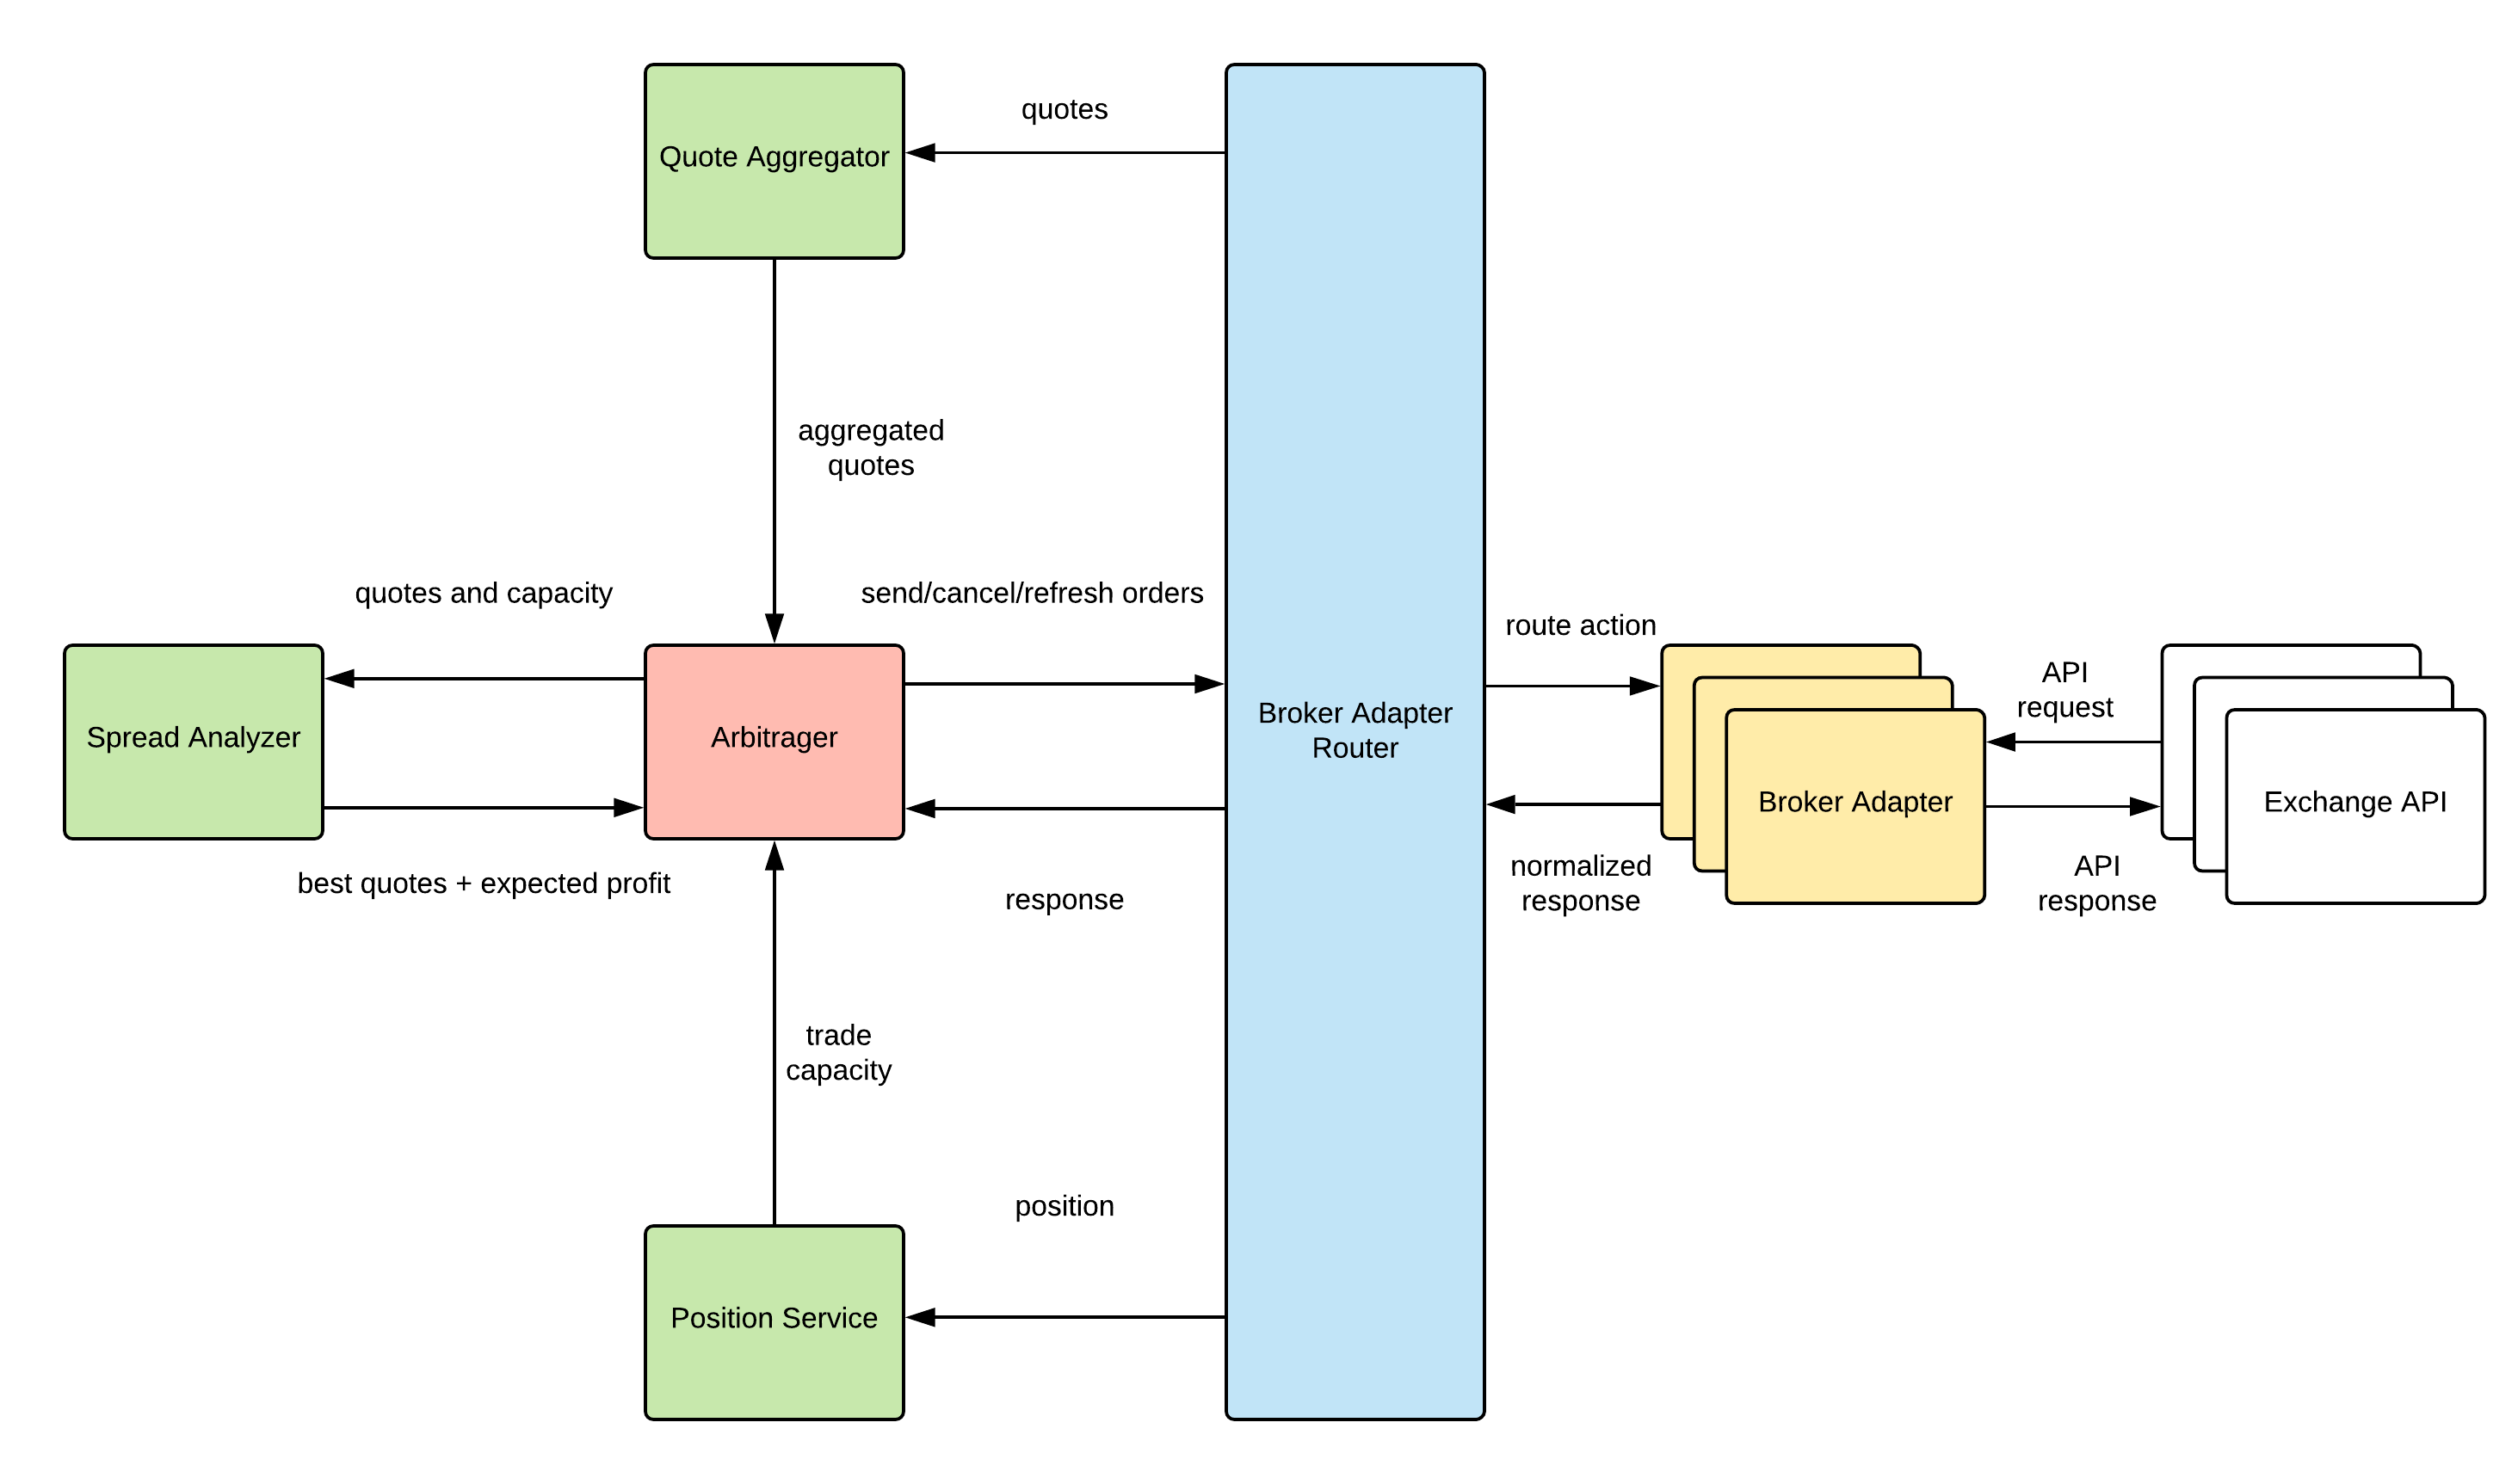 quotes
Quote Aggregator
aggregated
quotes
quotes and capacity
send/cancel/refresh orders
route action
API
request
Spread Analyzer
Arbitrager
Broker Adapter
Router
Broker Adapter
Exchange API
best quotes + expected profit
response
normalized
response
API
response
trade
capacity
position
Position Service